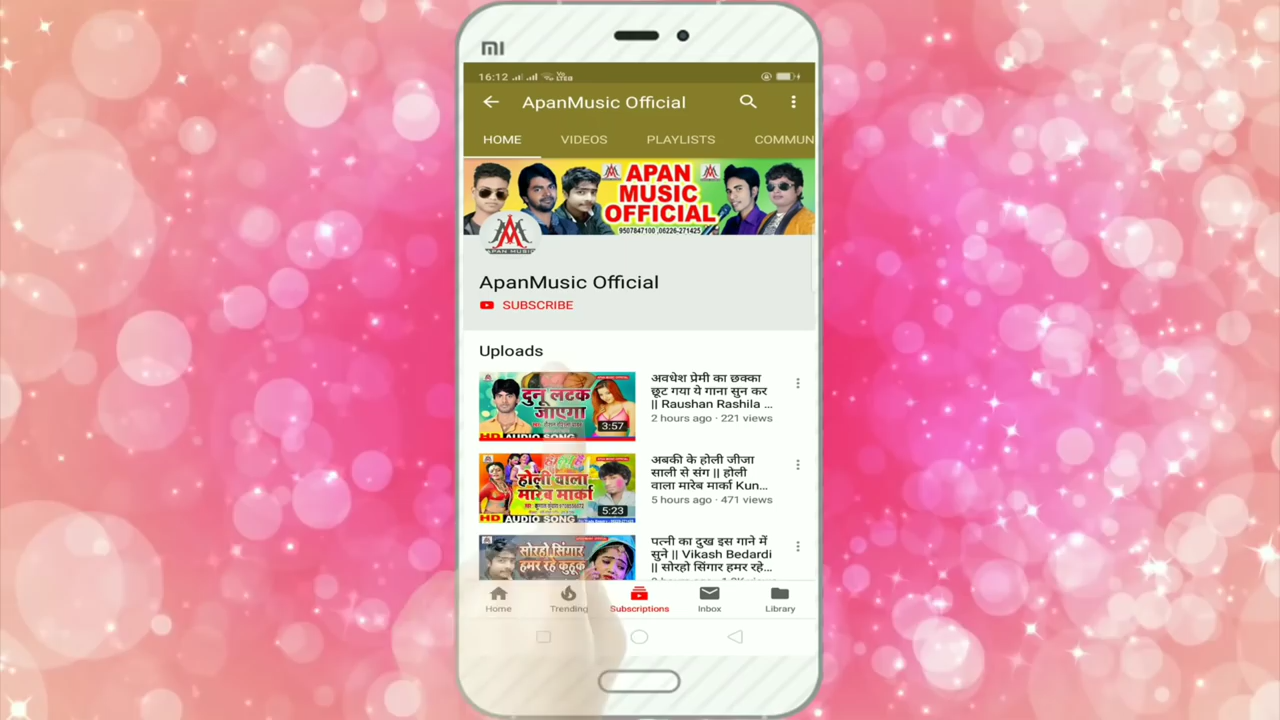 mi
16:12
ApanMusic Official
HOME VIDEOS PLAYLISTS COMMUN
APAN
MUSIC
OFFICIAL
9507847100 ,06226-271425
APAN MUSIC
ApanMusic Official
SUBSCRIBE
Uploads
दुनू लटक
जाएगा
3:57
HD AUDIO SONG
अवधेश प्रेमी का छक्का
छूट गया ये गाना सुन कर
|| Raushan Rashila ...
2 hours ago · 221 views
होली वाला
मारेब मार्का
5:23
HD AUDIO SONG
अबकी के होली जीजा
साली से संग || होली
वाला मारेब मार्का Kun...
5 hours ago · 471 views
सोरहो सिंगार
हमर रहे कुहूक
पत्नी का दुख इस गाने में
सुने || Vikash Bedardi
|| सोरहो सिंगार हमर रहे...
Home Trending Subscriptions Inbox Library